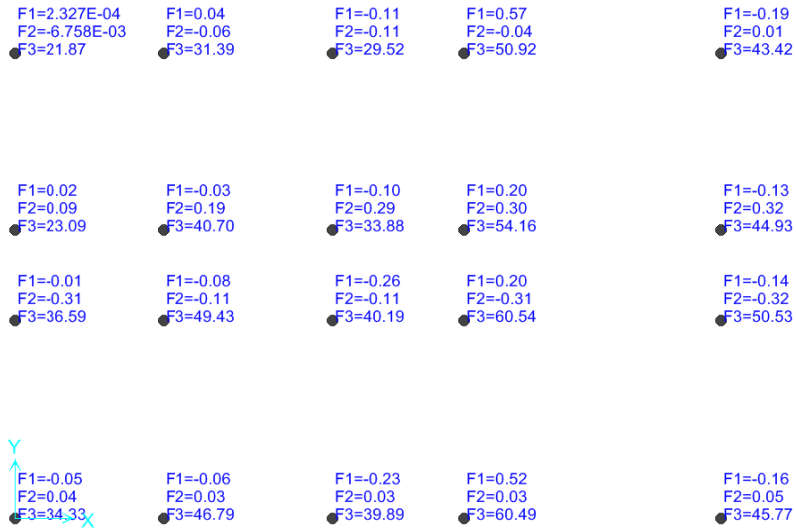 F1=2.327E-04
F2=-6.758E-03
F3=21.87
F1=0.04
F2=-0.06
F3=31.39
F1=-0.11
F2=-0.11
F3=29.52
F1=0.57
F2=-0.04
F3=50.92
F1=-0.19
F2=0.01
F3=43.42
F1=0.02
F2=0.09
F3=23.09
F1=-0.03
F2=0.19
F3=40.70
F1=-0.10
F2=0.29
F3=33.88
F1=0.20
F2=0.30
F3=54.16
F1=-0.13
F2=0.32
F3=44.93
F1=-0.01
F2=-0.31
F3=36.59
F1=-0.08
F2=-0.11
F3=49.43
F1=-0.26
F2=-0.11
F3=40.19
F1=0.20
F2=-0.31
F3=60.54
F1=-0.14
F2=-0.32
F3=50.53
Y
F1=-0.05
F2=0.04
F3=34.33
X
F1=-0.06
F2=0.03
F3=46.79
F1=-0.23
F2=0.03
F3=39.89
F1=0.52
F2=0.03
F3=60.49
F1=-0.16
F2=0.05
F3=45.77